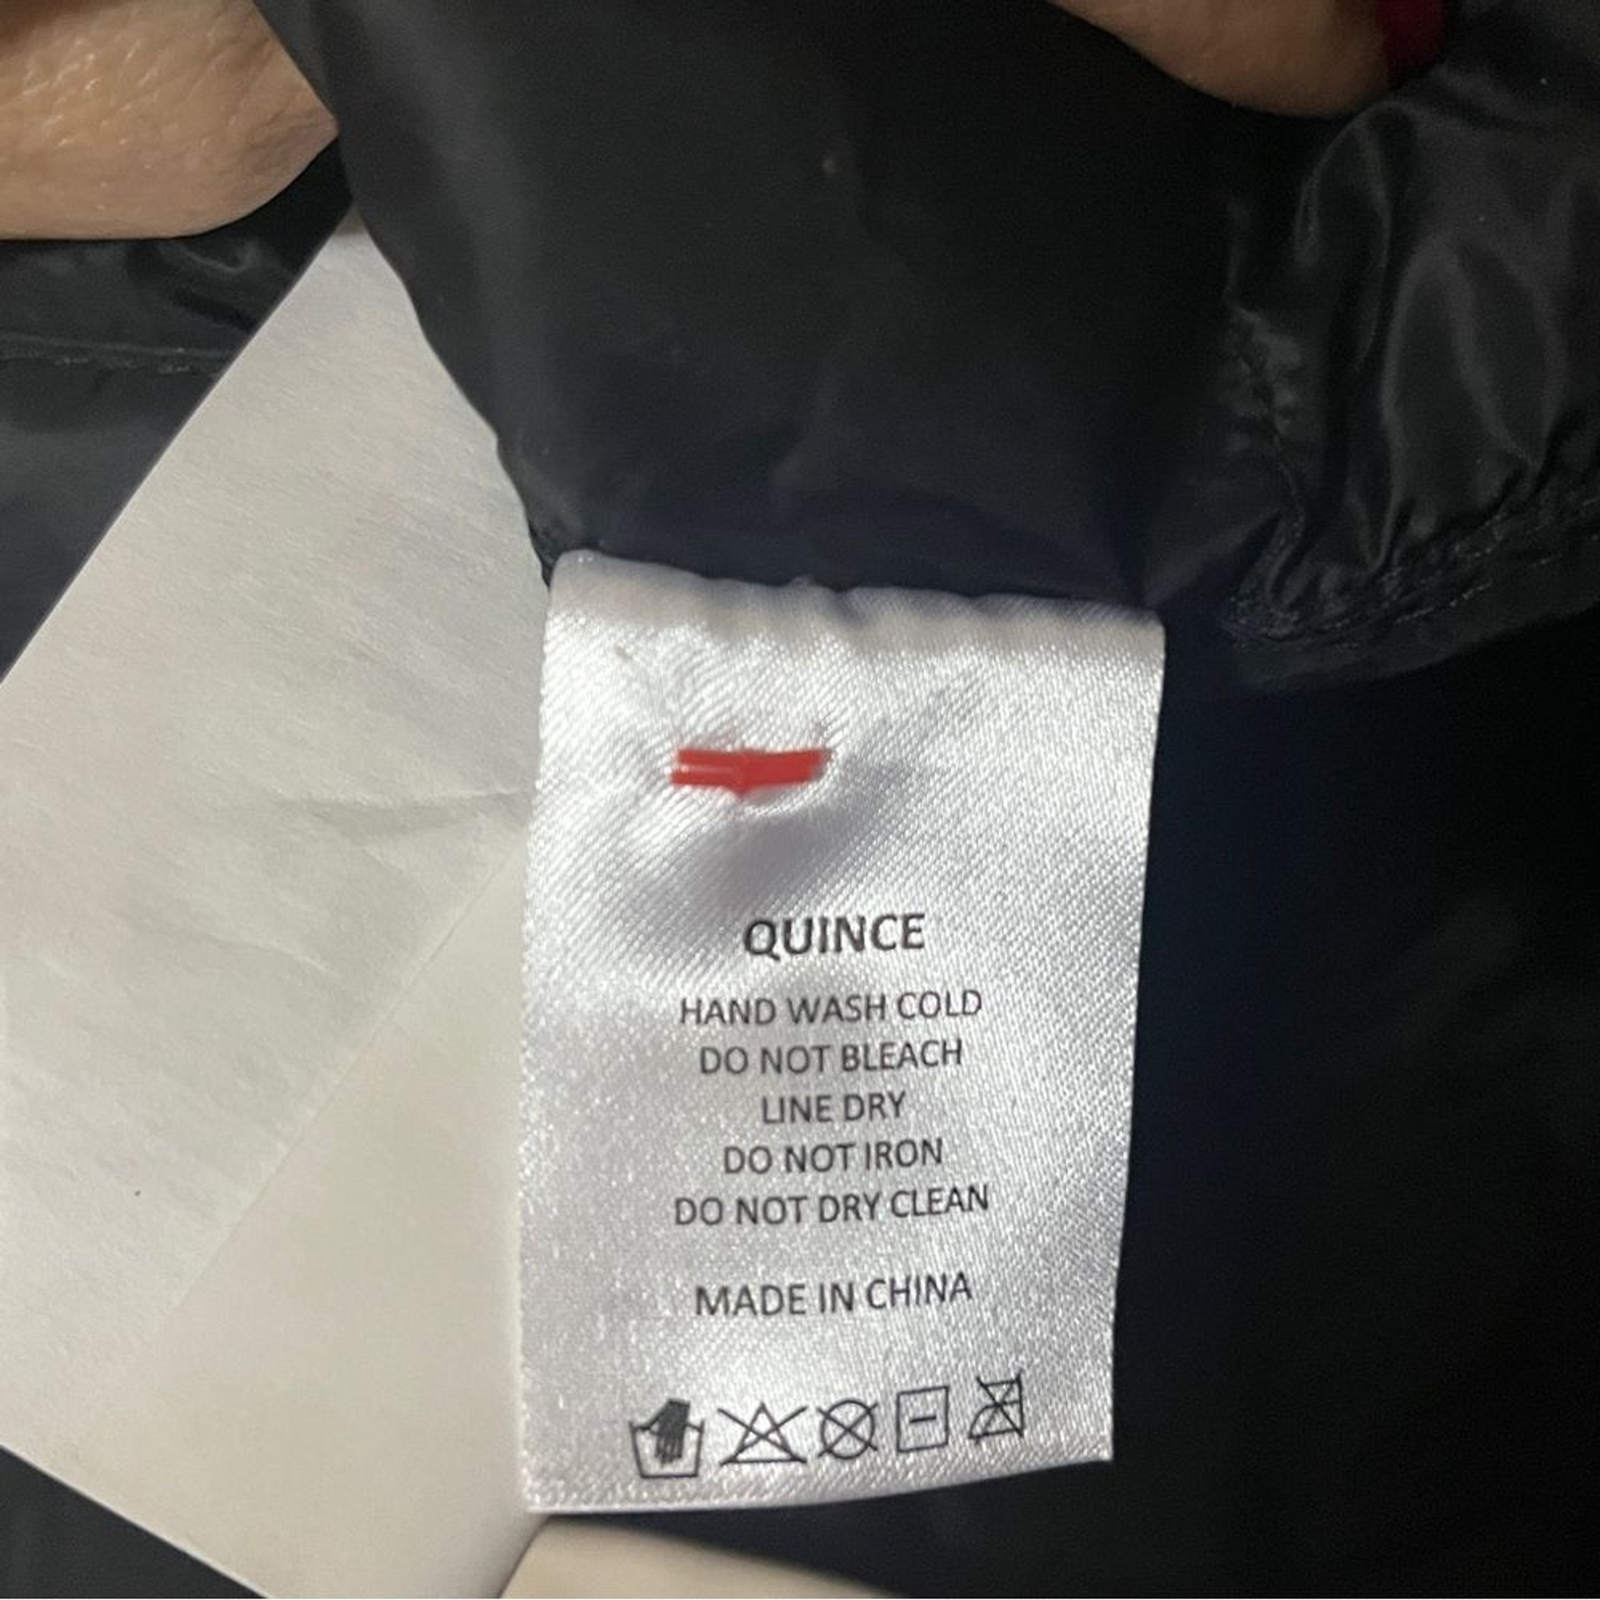 QUINCE
HAND WASH COLD
DO NOT BLEACH
LINE DRY
DO NOT IRON
DO NOT DRY CLEAN
MADE IN CHINA